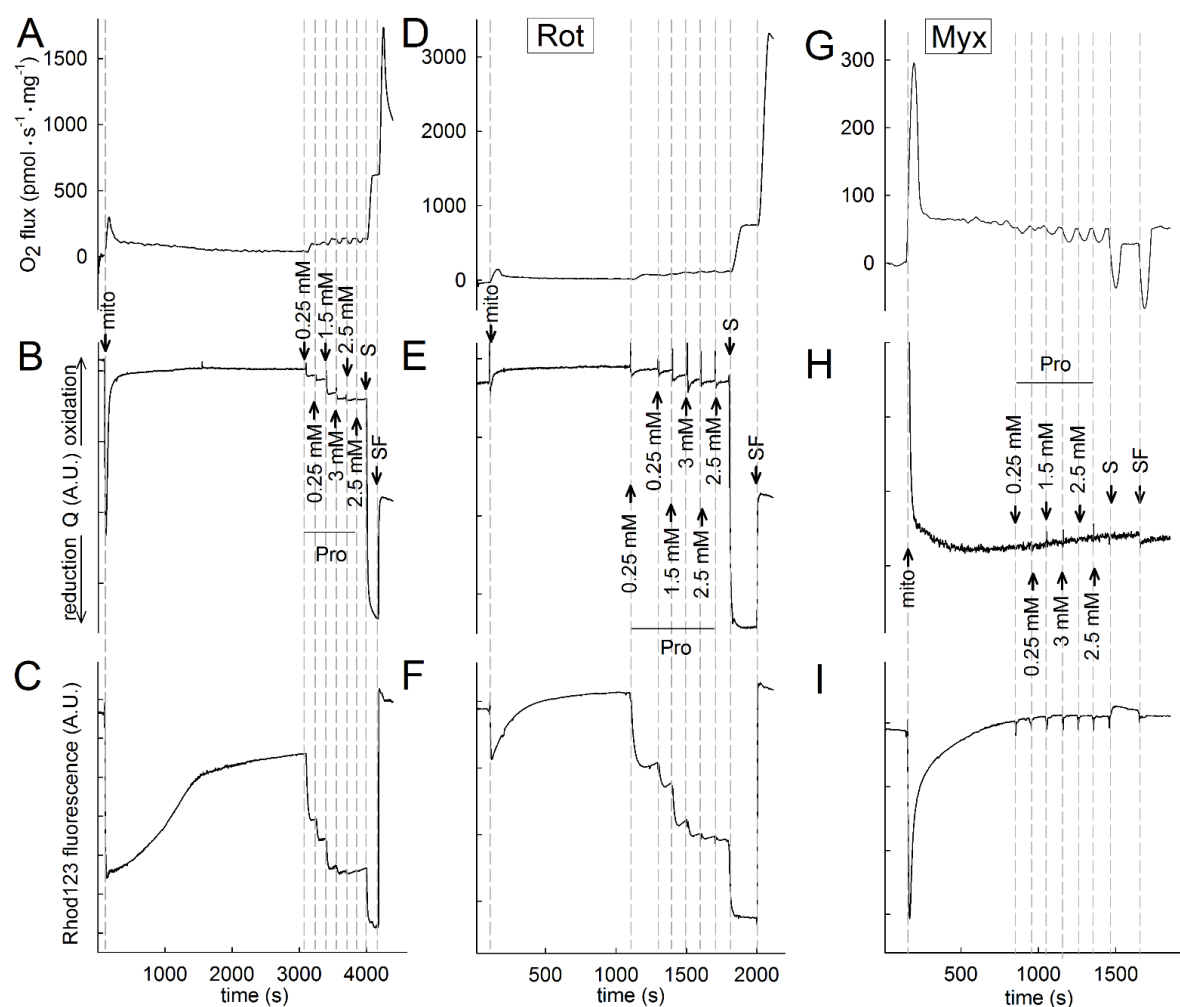 A
D
Rot
G
Myx
O₂ flux (pmol · s⁻¹ · mg⁻¹)
1500
1000
500
0
3000
2000
1000
0
300
200
100
0
mito
0.25 mM
1.5 mM
2.5 mM
S
0.25 mM
3 mM
2.5 mM
SF
Pro
mito
S
0.25 mM
3 mM
2.5 mM
SF
0.25 mM
1.5 mM
2.5 mM
Pro
Pro
0.25 mM
1.5 mM
2.5 mM
S
SF
mito
0.25 mM
3 mM
2.5 mM
B
E
H
reduction Q (A.U.) oxidation
C
F
I
Rhod123 fluorescence (A.U.)
1000
2000
3000
4000
time (s)
500
1000
1500
2000
time (s)
500
1000
1500
time (s)